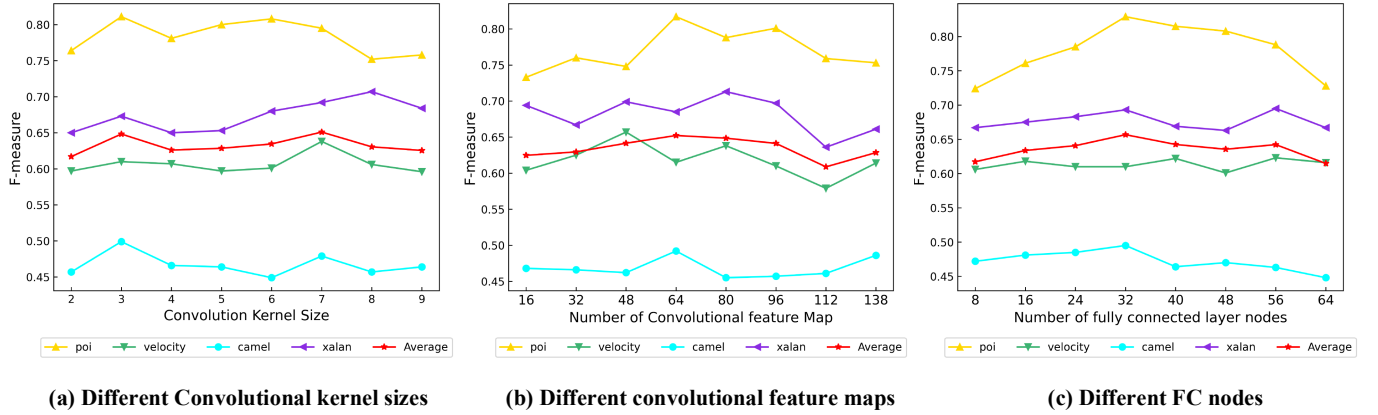 0.80
0.75
0.70
0.65
0.60
0.55
0.50
0.45
F-measure
2 3 4 5 6 7 8 9
Convolution Kernel Size
poi velocity camel xalan Average
(a) Different Convolutional kernel sizes
0.80
0.75
0.70
0.65
0.60
0.55
0.50
0.45
F-measure
16 32 48 64 80 96 112 138
Number of Convolutional feature Map
poi velocity camel xalan Average
(b) Different convolutional feature maps
0.80
0.75
0.70
0.65
0.60
0.55
0.50
0.45
F-measure
8 16 24 32 40 48 56 64
Number of fully connected layer nodes
poi velocity camel xalan Average
(c) Different FC nodes